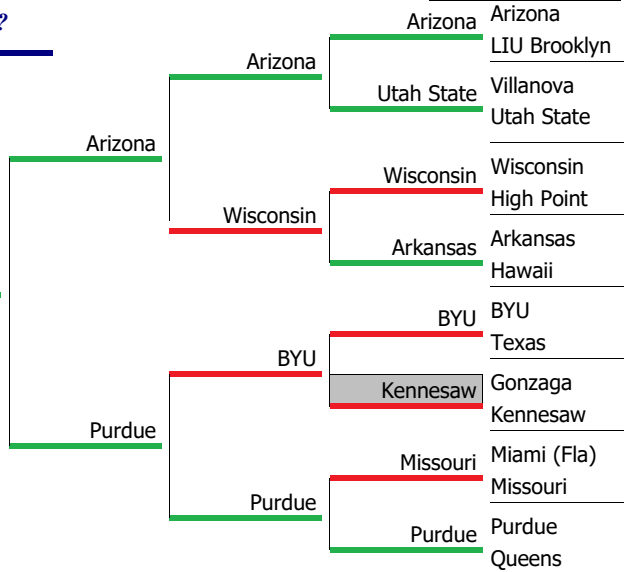 ?
Arizona
Arizona
LIU Brooklyn
Arizona
Utah State
Villanova
Utah State
Arizona
Wisconsin
Wisconsin
High Point
Wisconsin
Arkansas
Arkansas
Hawaii
BYU
BYU
Texas
BYU
Kennesaw
Gonzaga
Kennesaw
Purdue
Missouri
Miami (Fla)
Missouri
Purdue
Purdue
Purdue
Queens